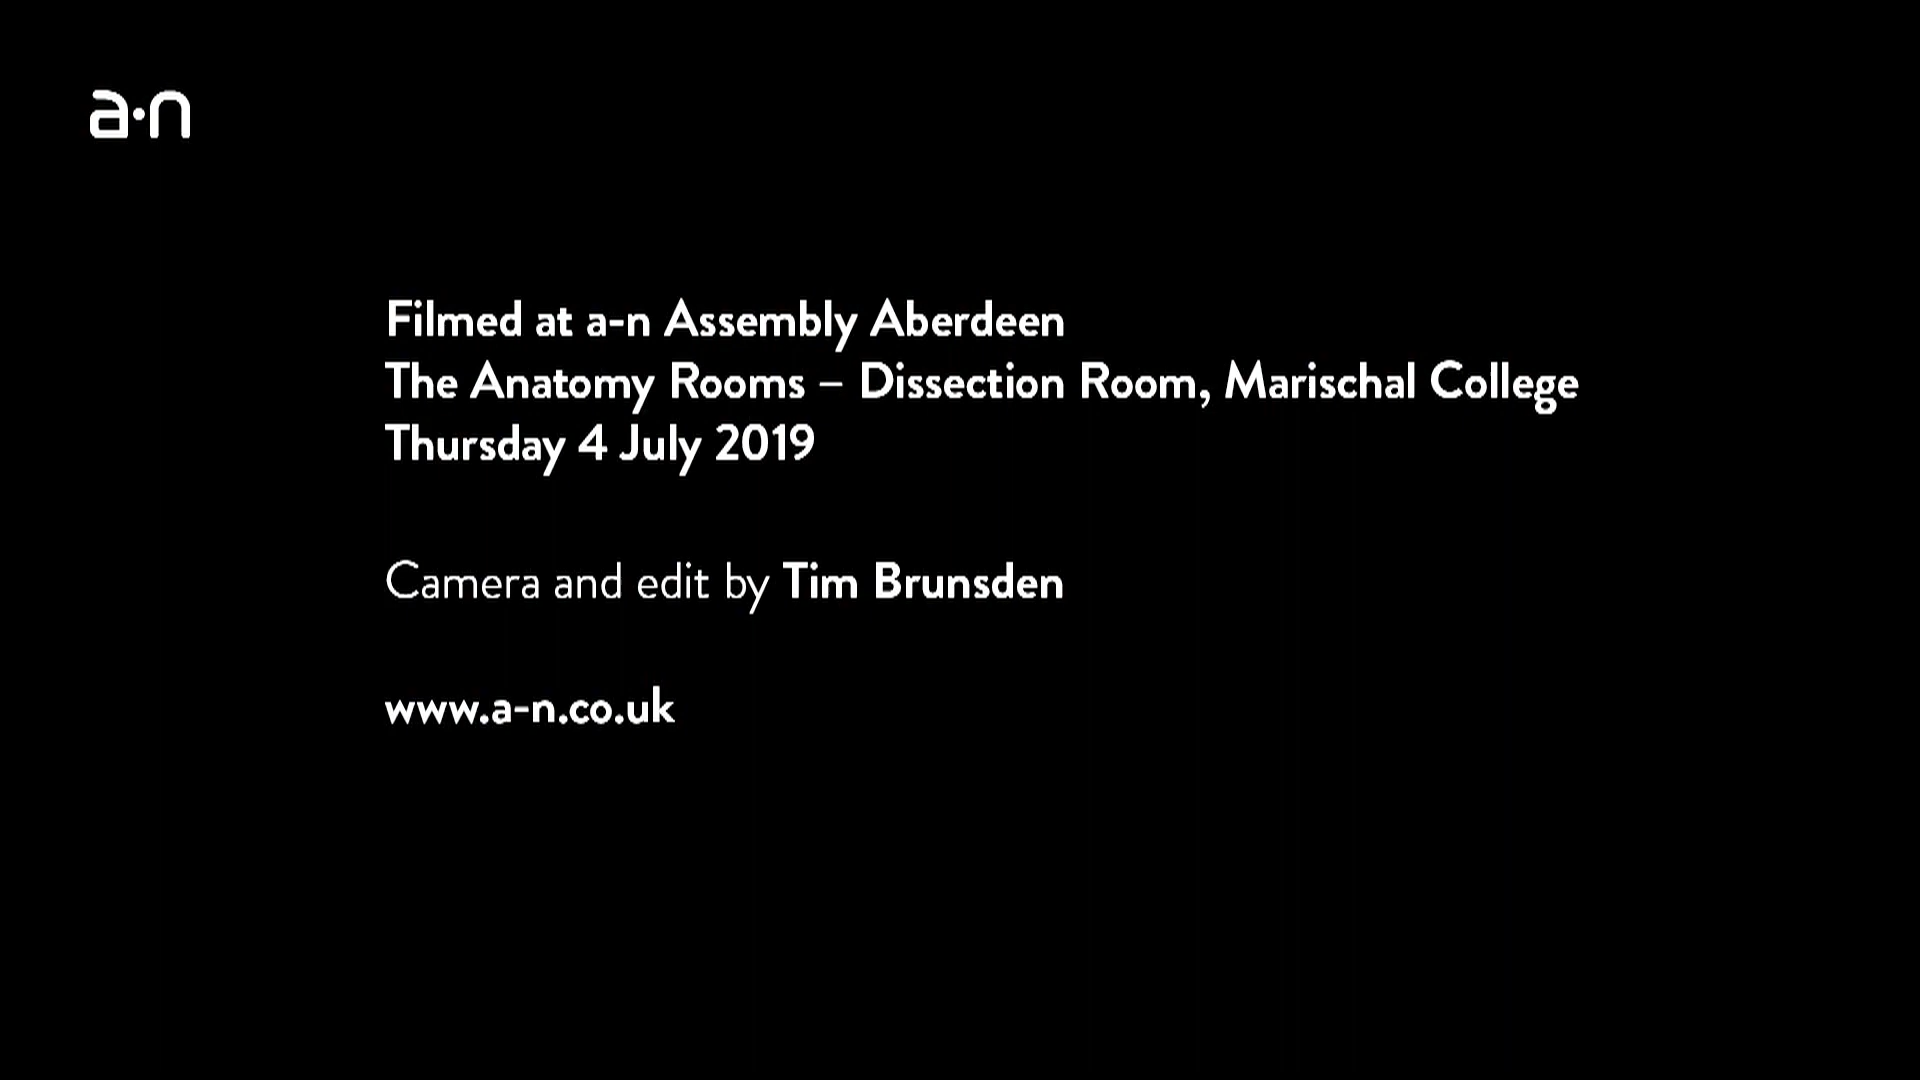 a·n
Filmed at a-n Assembly Aberdeen
The Anatomy Rooms – Dissection Room, Marischal College
Thursday 4 July 2019
Camera and edit by Tim Brunsden
www.a-n.co.uk